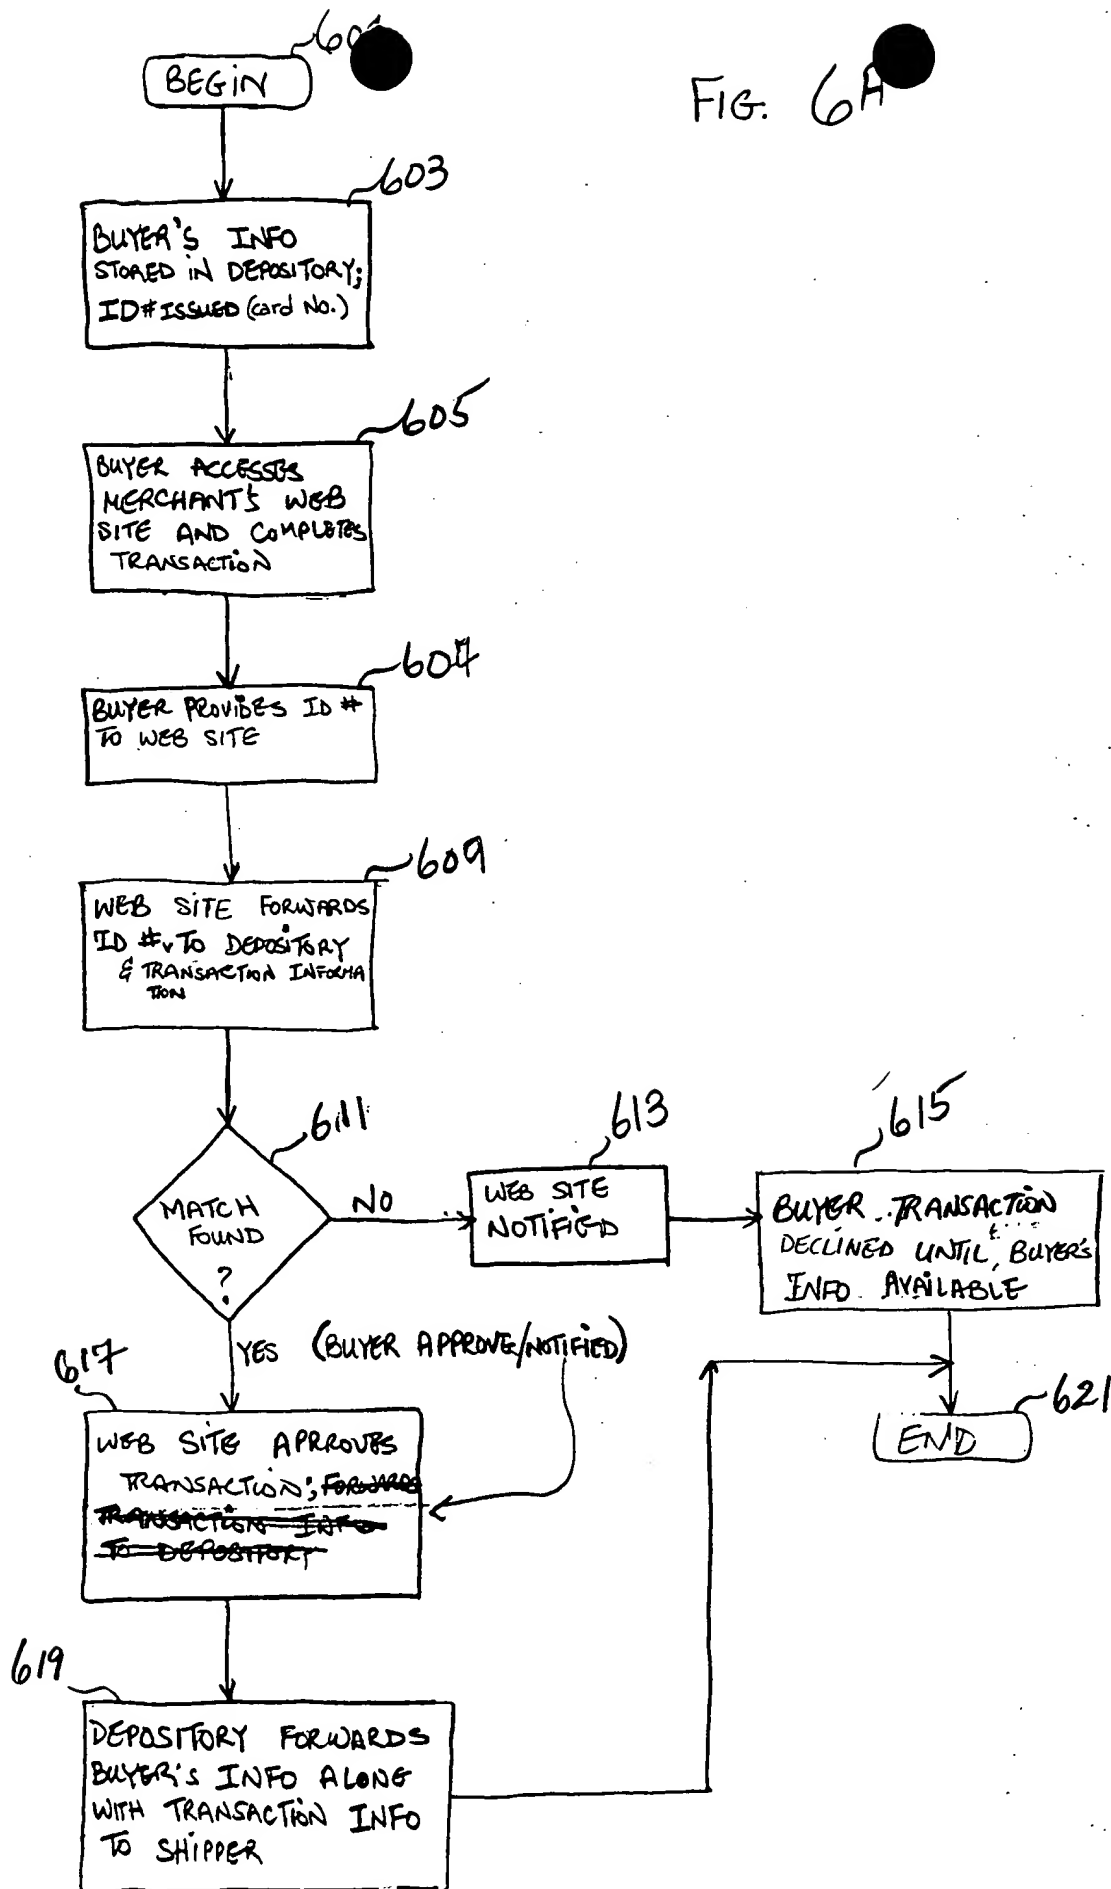 FIG. 6A
BEGIN
603
BUYER'S INFO
STORED IN DEPOSITORY;
ID# ISSUED (card No.)
605
BUYER ACCESSES
MERCHANT'S WEB
SITE AND COMPLETES
TRANSACTION
607
BUYER PROVIDES ID #
TO WEB SITE
609
WEB SITE FORWARDS
ID # TO DEPOSITORY
& TRANSACTION INFORMA
TION
611
MATCH
FOUND
?
NO
613
WEB SITE
NOTIFIED
615
BUYER TRANSACTION
DECLINED UNTIL BUYER'S
INFO AVAILABLE
YES (BUYER APPROVE/NOTIFIED)
617
WEB SITE APRROVES
TRANSACTION; FORWARDS
TRANSACTION INFO
TO DEPOSITORY
621
END
619
DEPOSITORY FORWARDS
BUYER'S INFO ALONG
WITH TRANSACTION INFO
TO SHIPPER